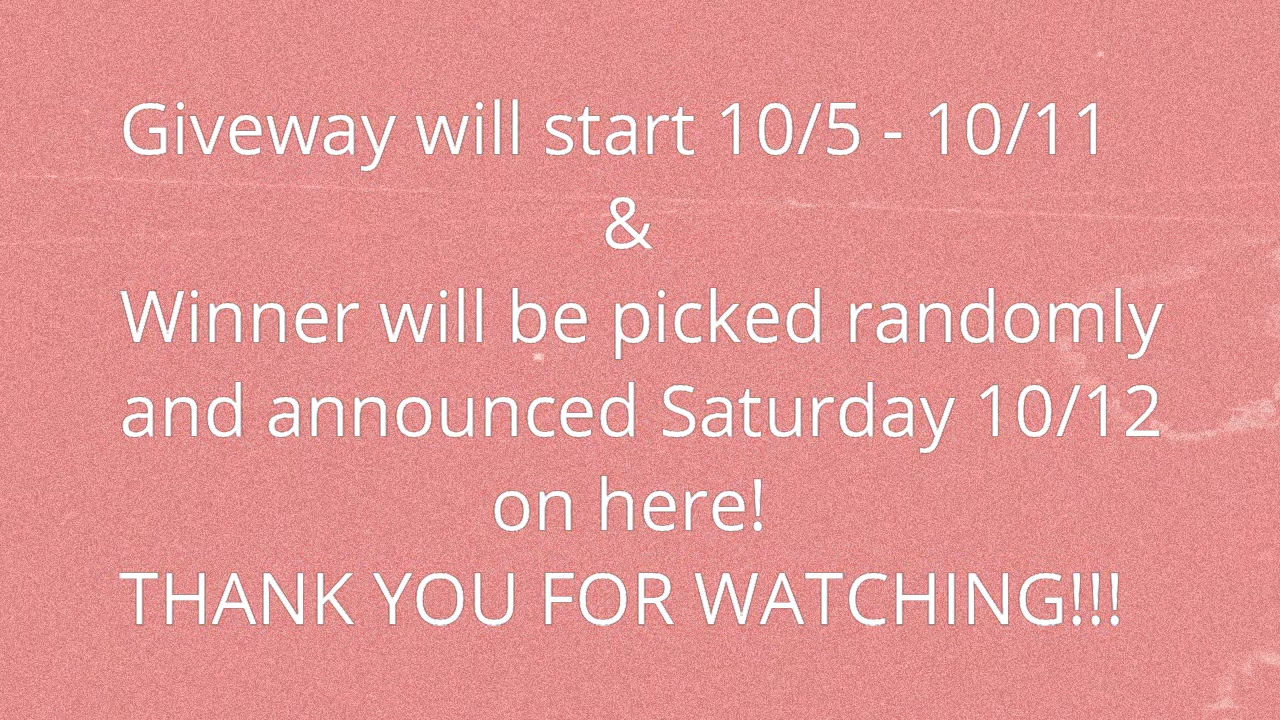 Giveway will start 10/5 - 10/11
&
Winner will be picked randomly
and announced Saturday 10/12
on here!
THANK YOU FOR WATCHING!!!